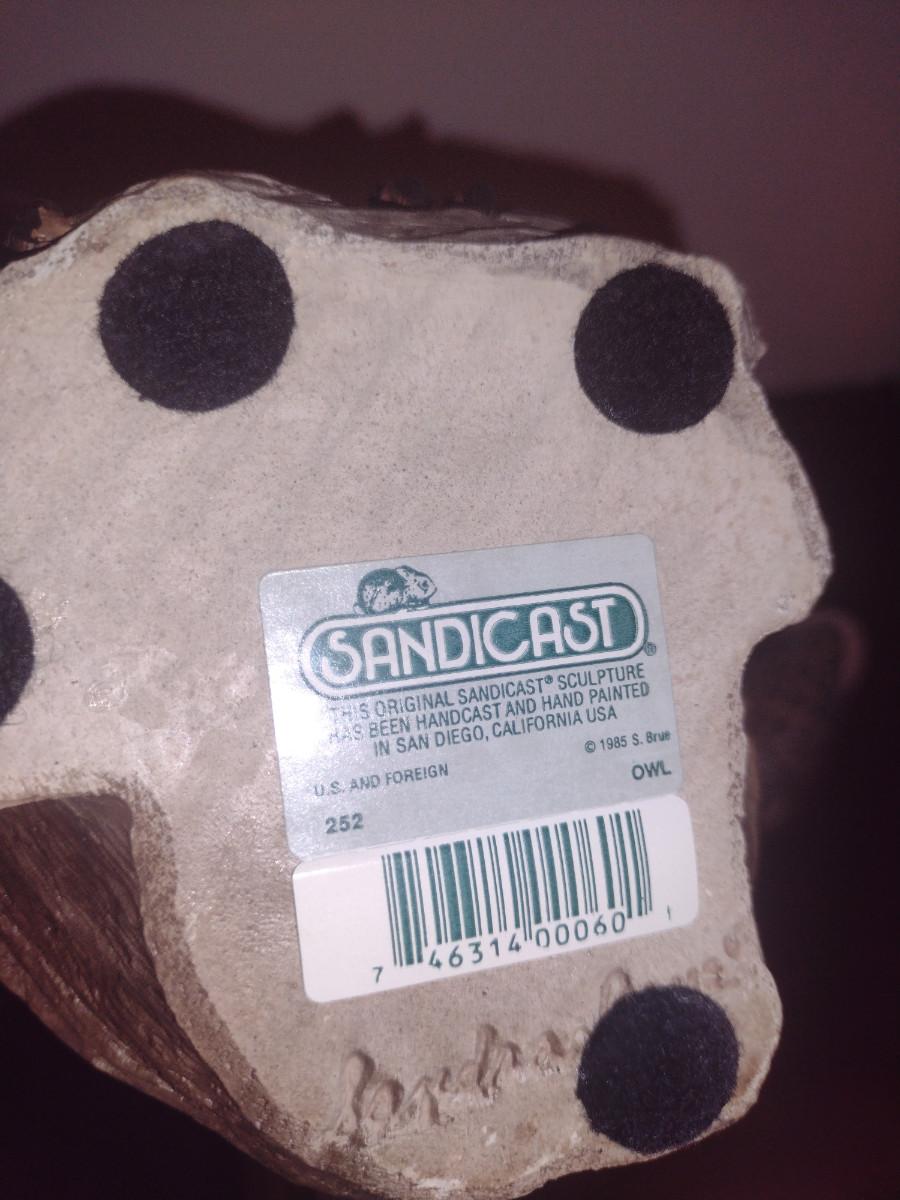 SANDICAST®
THIS ORIGINAL SANDICAST® SCULPTURE
HAS BEEN HANDCAST AND HAND PAINTED
IN SAN DIEGO, CALIFORNIA USA
© 1985 S. Brue
U.S. AND FOREIGN
OWL
252
7 46314 00060 1
Sandra